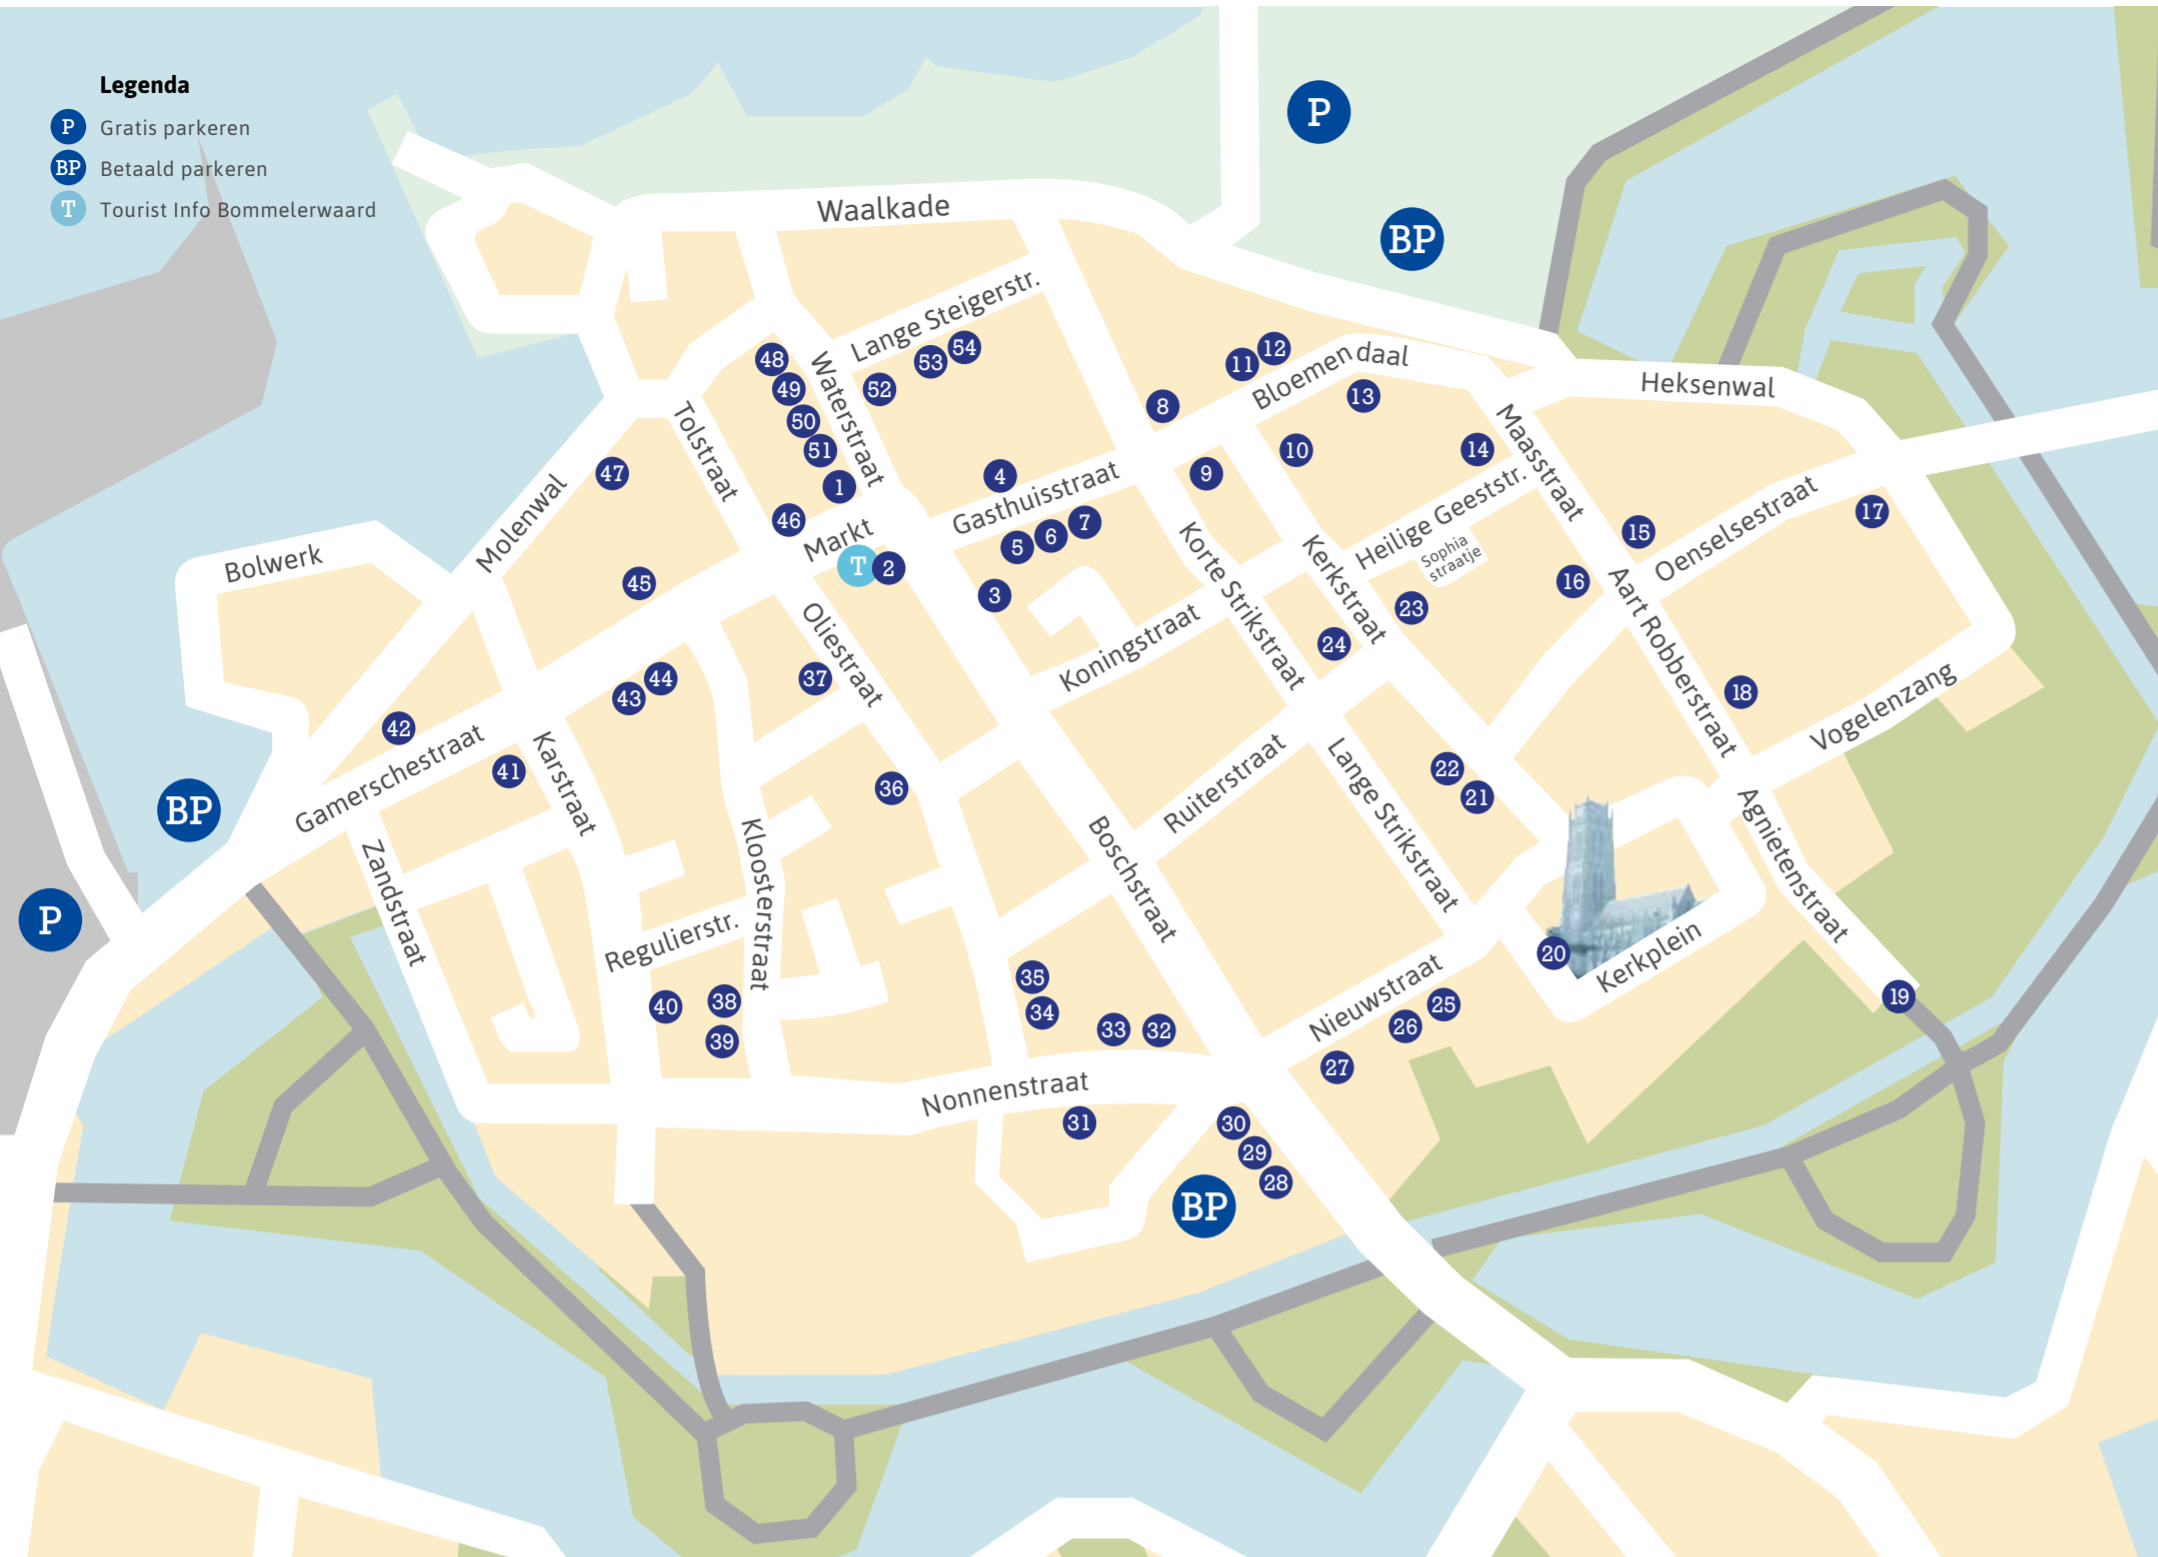 Legenda
P Gratis parkeren
BP Betaald parkeren
T Tourist Info Bommelerwaard
P
BP
Waalkade
Lange Steigerstr.
Heksenwal
Bloemendaal
Waterstraat
Tolstraat
Maasstraat
Molenwal
Markt
Gasthuisstraat
Heilige Geeststr.
Sophia
straatje
Oenselsestraat
Bolwerk
T
Korte Strikstraat
Kerkstraat
Koningstraat
Oliestraat
Aart Robberstraat
Vogelenzang
Gamerschestraat
Karstraat
Ruiterstraat
Lange Strikstraat
BP
Zandstraat
Kloosterstraat
Boschstraat
Agnietenstraat
P
Regulierstr.
Nieuwstraat
Kerkplein
Nonnenstraat
BP
1
2
3
4
5
6
7
8
9
10
11
12
13
14
15
16
17
18
19
20
21
22
23
24
25
26
27
28
29
30
31
32
33
34
35
36
37
38
39
40
41
42
43
44
45
46
47
48
49
50
51
52
53
54